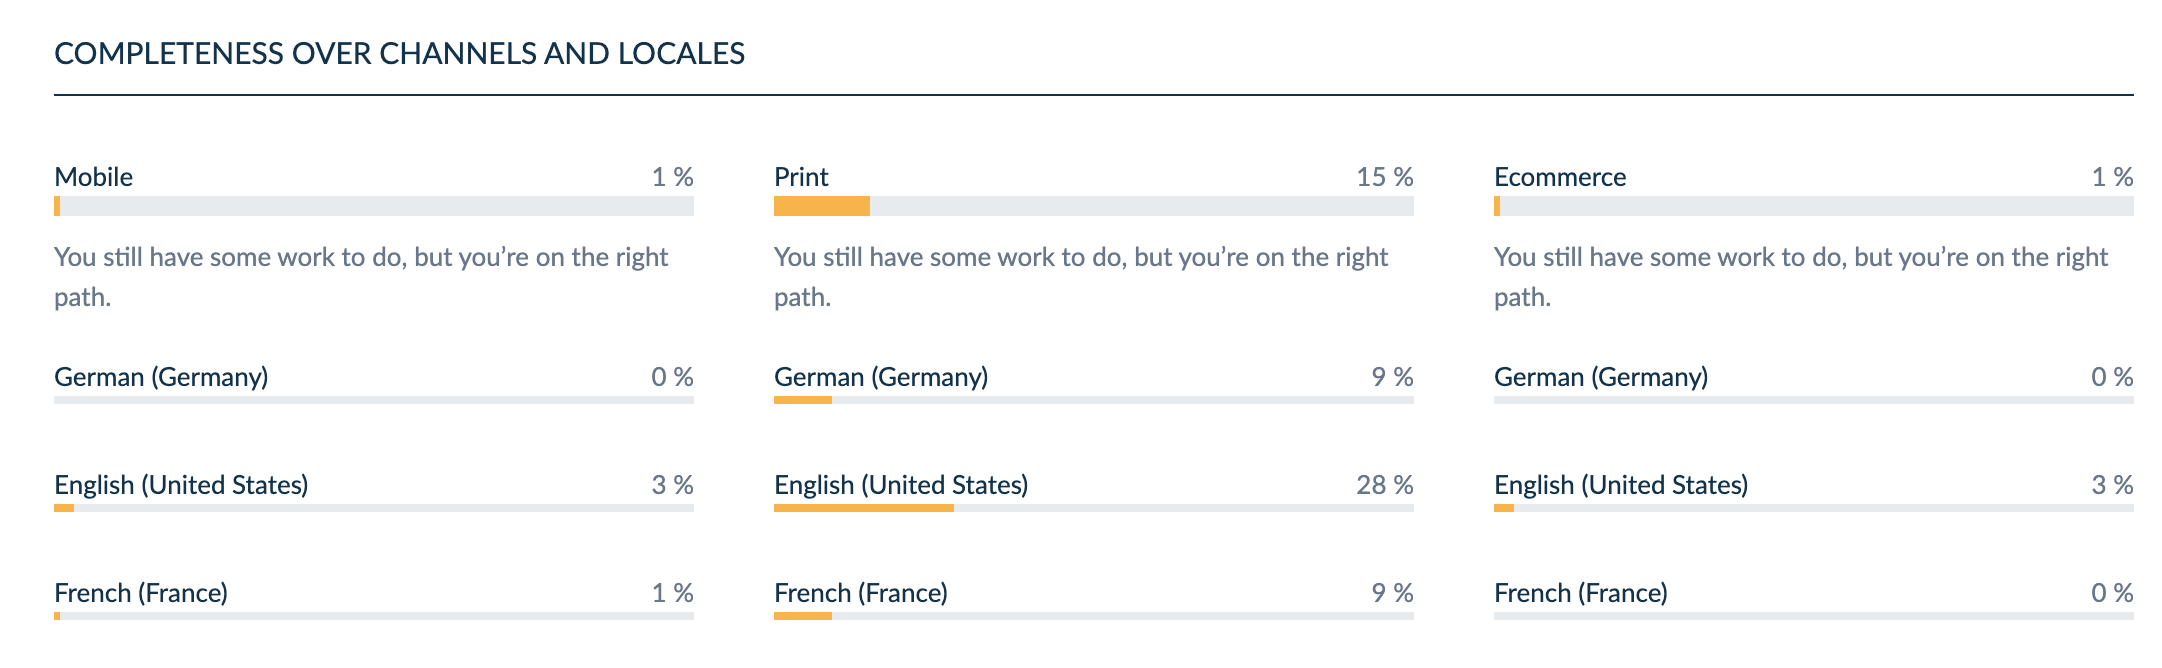 COMPLETENESS OVER CHANNELS AND LOCALES
Mobile 1 %
You still have some work to do, but you’re on the right
path.
German (Germany) 0 %
English (United States) 3 %
French (France) 1 %
Print 15 %
You still have some work to do, but you’re on the right
path.
German (Germany) 9 %
English (United States) 28 %
French (France) 9 %
Ecommerce 1 %
You still have some work to do, but you’re on the right
path.
German (Germany) 0 %
English (United States) 3 %
French (France) 0 %